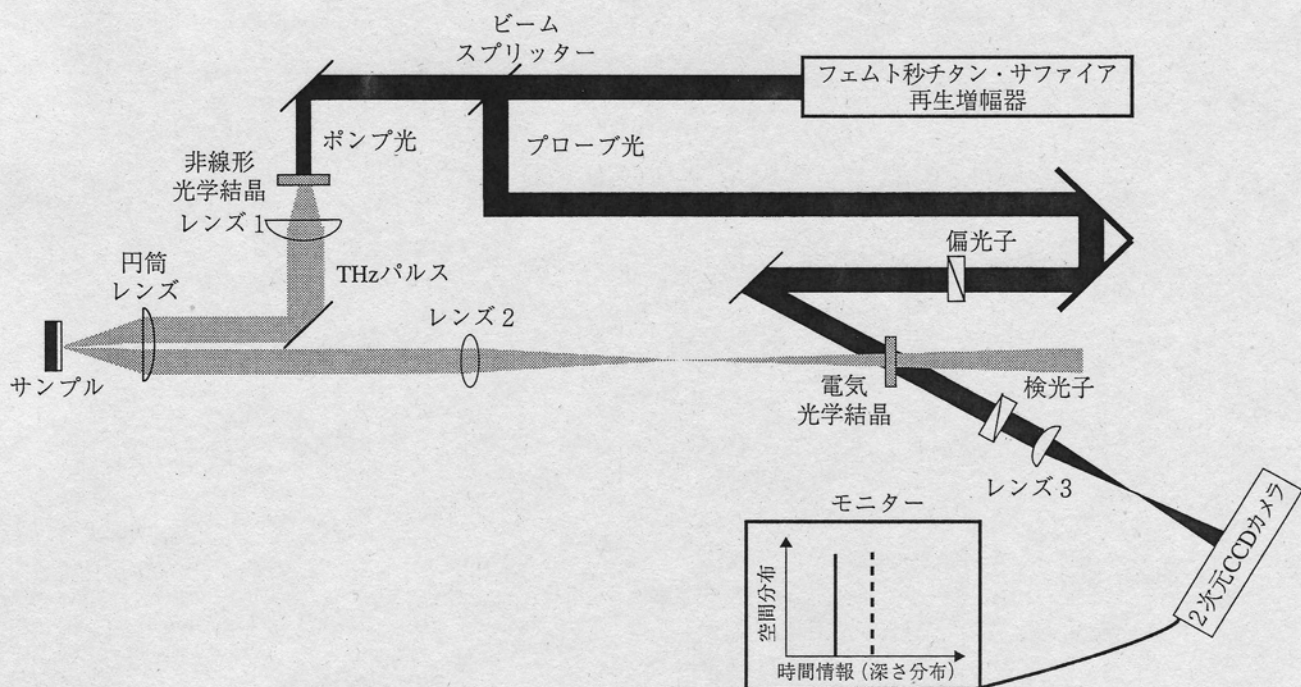 ビーム
スプリッター
フェムト秒チタン・サファイア
再生増幅器
ポンプ光
プローブ光
非線形
光学結晶
レンズ1
偏光子
円筒
レンズ
THzパルス
レンズ2
サンプル
電気
光学結晶
検光子
レンズ3
モニター
2次元CCDカメラ
空間分布
時間情報(深さ分布)